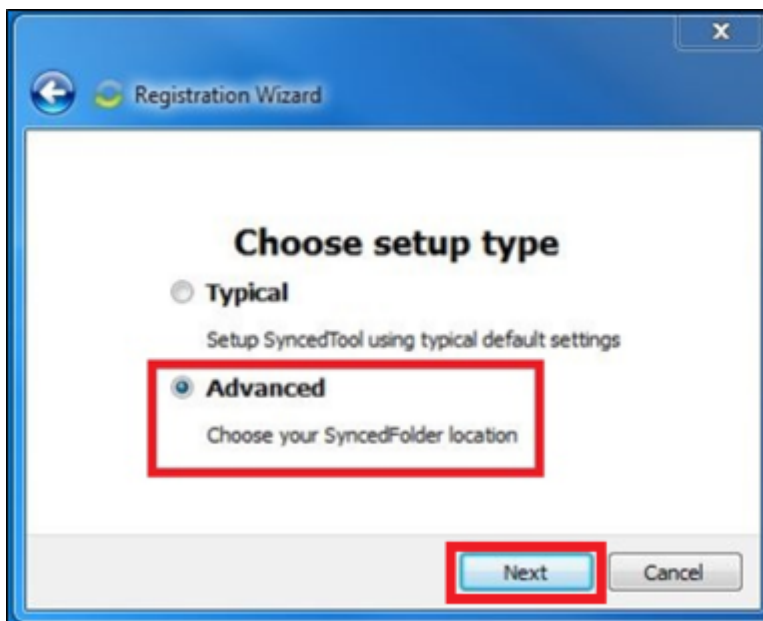 Registration Wizard
Choose setup type
Typical
Setup SyncedTool using typical default settings
Advanced
Choose your SyncedFolder location
Next
Cancel